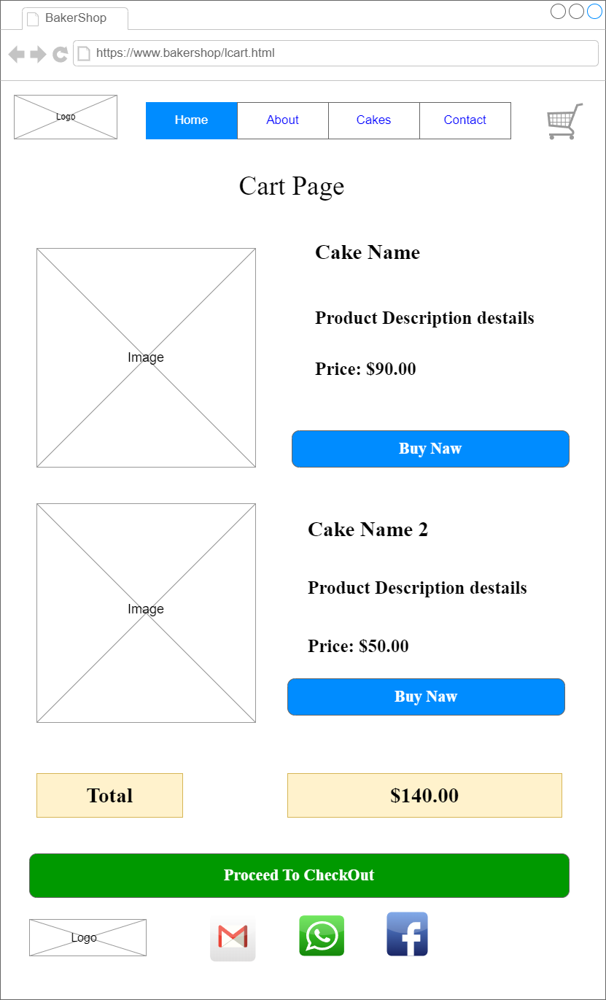 BakerShop
https://www.bakershop/lcart.html
Logo
Home About Cakes Contact
Cart Page
Cake Name
Product Description destails
Image
Price: $90.00
Buy Naw
Cake Name 2
Product Description destails
Image
Price: $50.00
Buy Naw
Total $140.00
Proceed To CheckOut
Logo